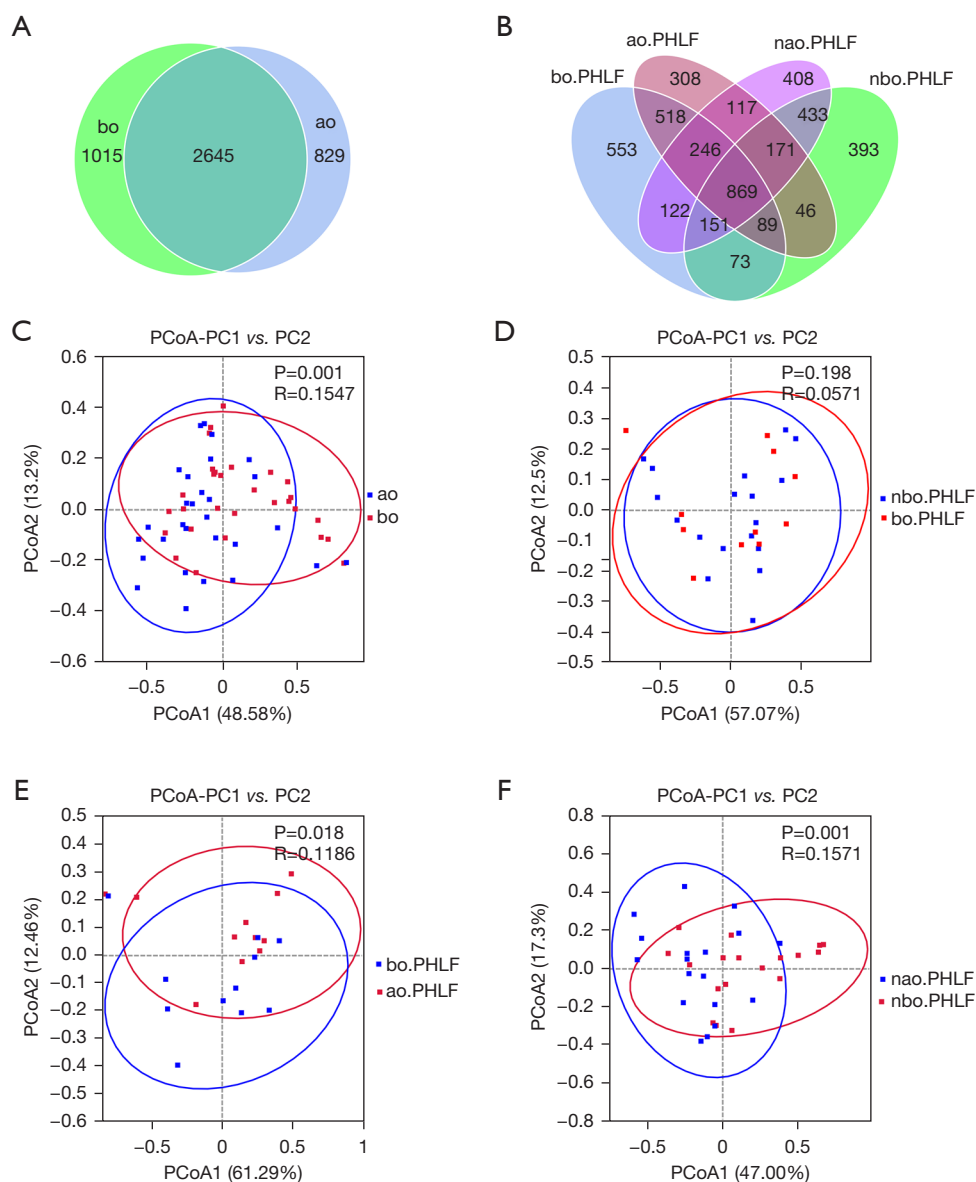 A
bo
1015
2645
ao
829
B
ao.PHLF
nao.PHLF
bo.PHLF
nbo.PHLF
308
408
518
117
433
553
246
171
393
869
122
151
89
46
73
C
PCoA-PC1 vs. PC2
P=0.001
R=0.1547
0.6
0.4
0.2
0.0
−0.2
−0.4
−0.6
PCoA2 (13.2%)
−0.5
0
0.5
PCoA1 (48.58%)
ao
bo
D
PCoA-PC1 vs. PC2
P=0.198
R=0.0571
0.5
0.4
0.3
0.2
0.1
0.0
−0.1
−0.2
−0.3
−0.4
−0.5
PCoA2 (12.5%)
−0.5
0
0.5
PCoA1 (57.07%)
nbo.PHLF
bo.PHLF
E
PCoA-PC1 vs. PC2
P=0.018
R=0.1186
0.5
0.4
0.3
0.2
0.1
0.0
−0.1
−0.2
−0.3
−0.4
−0.5
−0.6
PCoA2 (12.46%)
−0.5
0
0.5
1
PCoA1 (61.29%)
bo.PHLF
ao.PHLF
F
PCoA-PC1 vs. PC2
P=0.001
R=0.1571
0.8
0.6
0.4
0.2
0.0
−0.2
−0.4
−0.6
−0.8
PCoA2 (17.3%)
−0.5
0
0.5
PCoA1 (47.00%)
nao.PHLF
nbo.PHLF